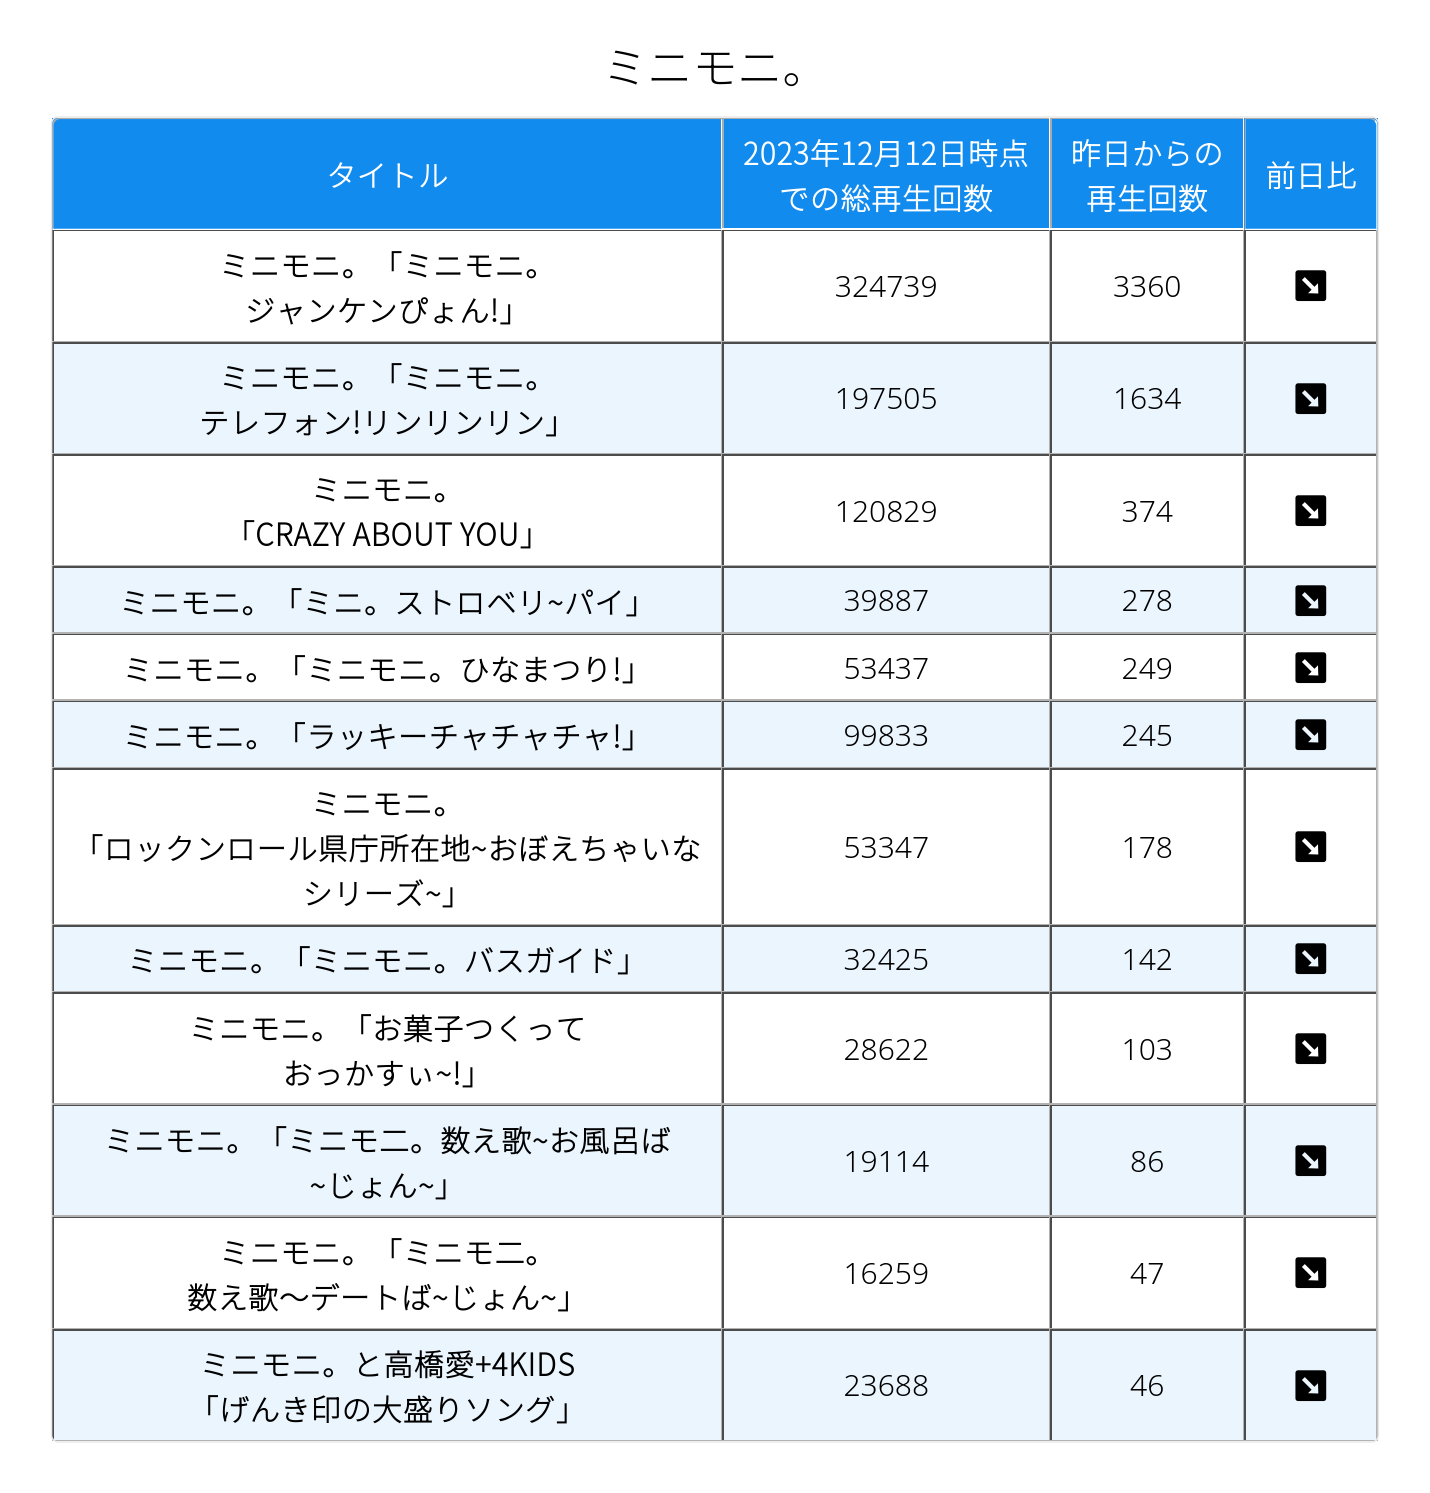 ミニモニ。
タイトル
2023年12月12日時点
での総再生回数
昨日からの
再生回数
前日比
ミニモニ。「ミニモニ。
ジャンケンぴょん!」
324739
3360
ミニモニ。「ミニモニ。
テレフォン!リンリンリン」
197505
1634
ミニモニ。
「CRAZY ABOUT YOU」
120829
374
ミニモニ。「ミニ。ストロベリ~パイ」
39887
278
ミニモニ。「ミニモニ。ひなまつり!」
53437
249
ミニモニ。「ラッキーチャチャチャ!」
99833
245
ミニモニ。
「ロックンロール県庁所在地~おぼえちゃいな
シリーズ~」
53347
178
ミニモニ。「ミニモニ。バスガイド」
32425
142
ミニモニ。「お菓子つくって
おっかすぃ~!」
28622
103
ミニモニ。「ミニモ二。数え歌~お風呂ば
~じょん~」
19114
86
ミニモニ。「ミニモ二。
数え歌〜デートば~じょん~」
16259
47
ミニモニ。と高橋愛+4KIDS
「げんき印の大盛りソング」
23688
46